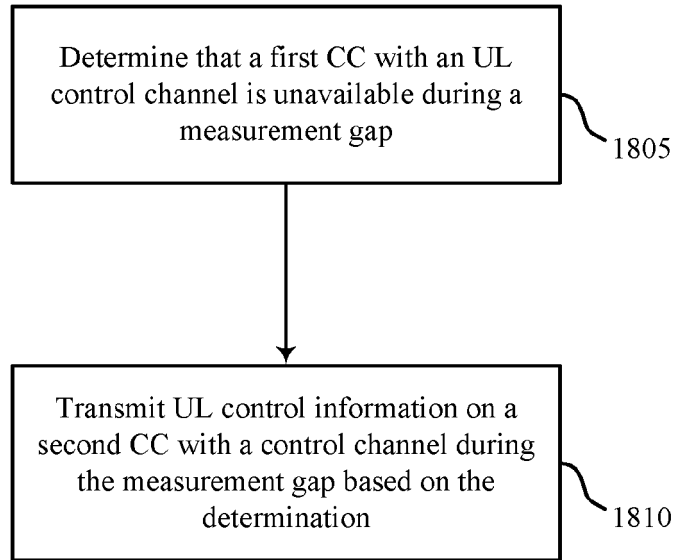 Determine that a first CC with an UL
control channel is unavailable during a
measurement gap
1805
Transmit UL control information on a
second CC with a control channel during
the measurement gap based on the
determination
1810